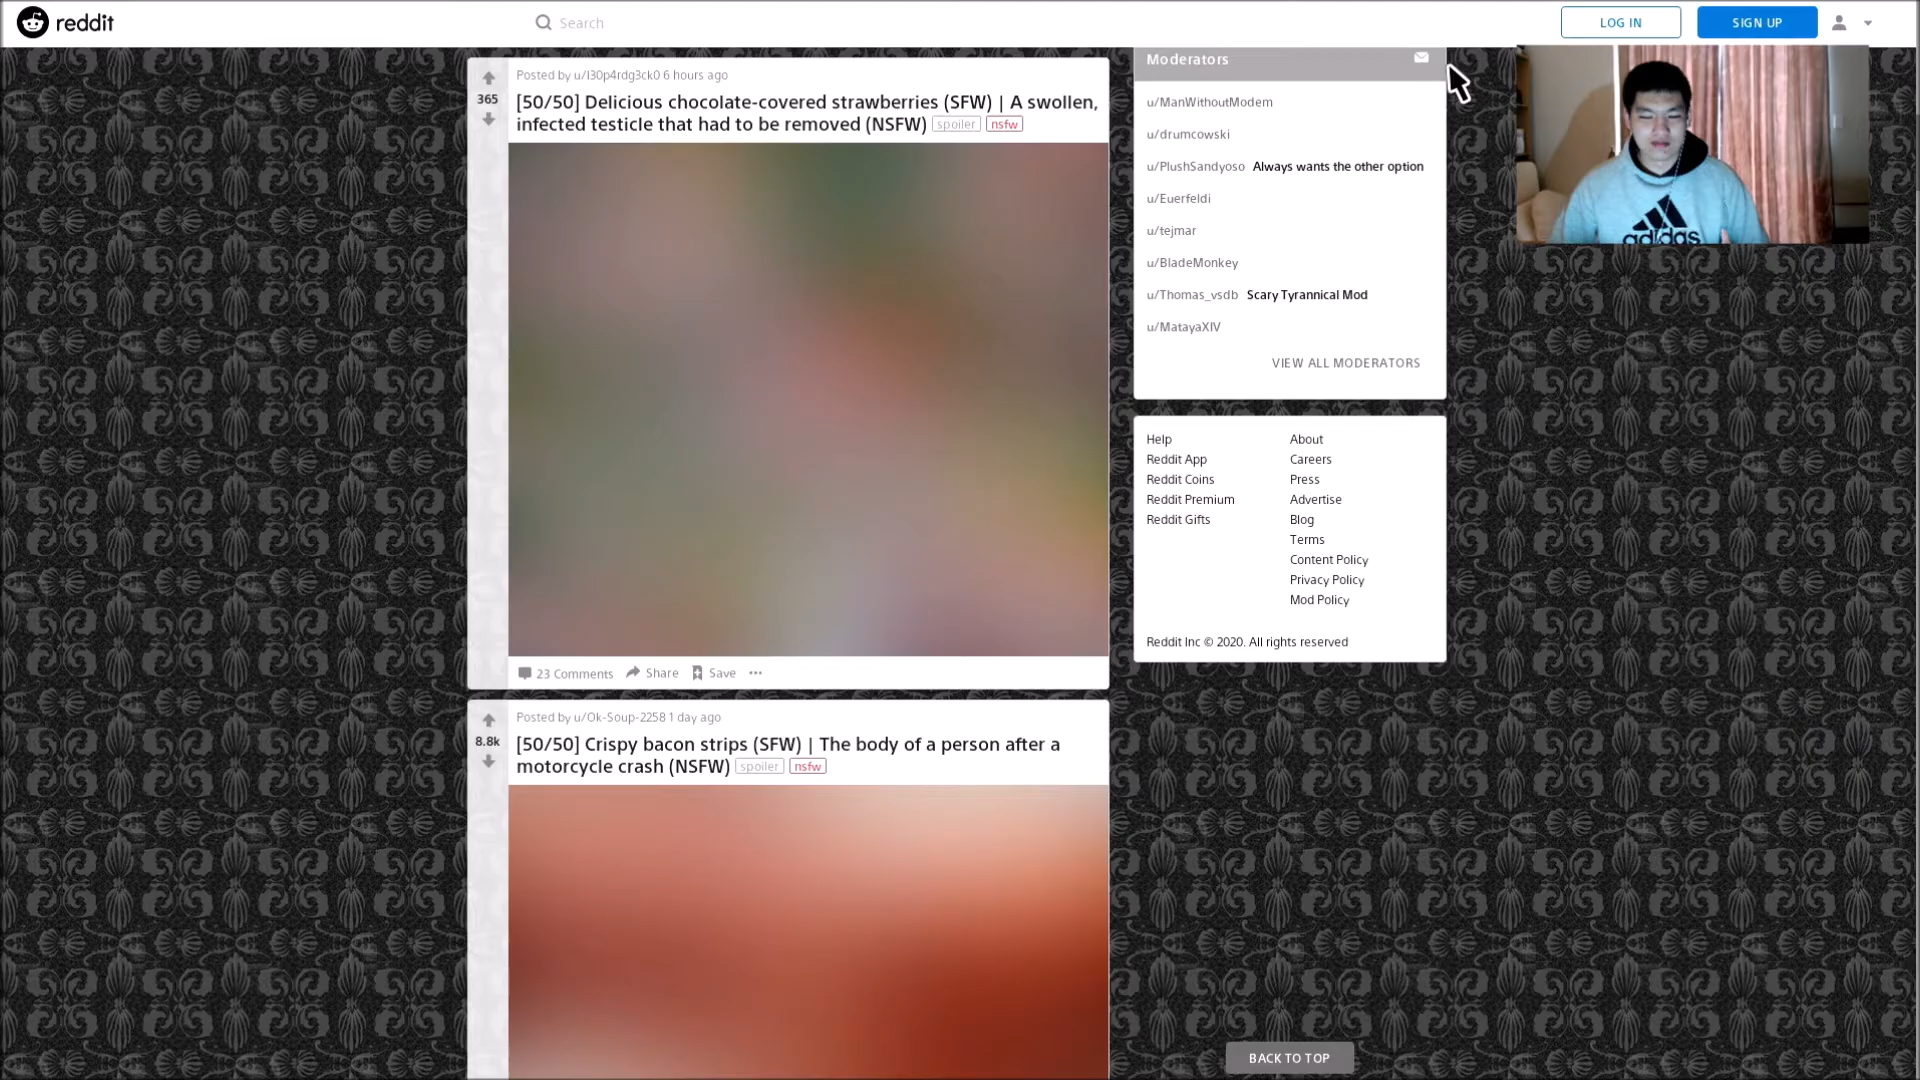 reddit
Search
LOG IN
SIGN UP
Posted by u/l30p4rdg3ck0 6 hours ago
365
[50/50] Delicious chocolate-covered strawberries (SFW) | A swollen,
infected testicle that had to be removed (NSFW) spoiler nsfw
23 Comments
Share
Save
Posted by u/Ok-Soup-2258 1 day ago
8.8k
[50/50] Crispy bacon strips (SFW) | The body of a person after a
motorcycle crash (NSFW) spoiler nsfw
Moderators
u/ManWithoutModem
u/drumcowski
u/PlushSandyoso Always wants the other option
u/Euerfeldi
u/tejmar
u/BladeMonkey
u/Thomas_vsdb Scary Tyrannical Mod
u/MatayaXIV
VIEW ALL MODERATORS
Help
Reddit App
Reddit Coins
Reddit Premium
Reddit Gifts
About
Careers
Press
Advertise
Blog
Terms
Content Policy
Privacy Policy
Mod Policy
Reddit Inc © 2020. All rights reserved
BACK TO TOP
adidas